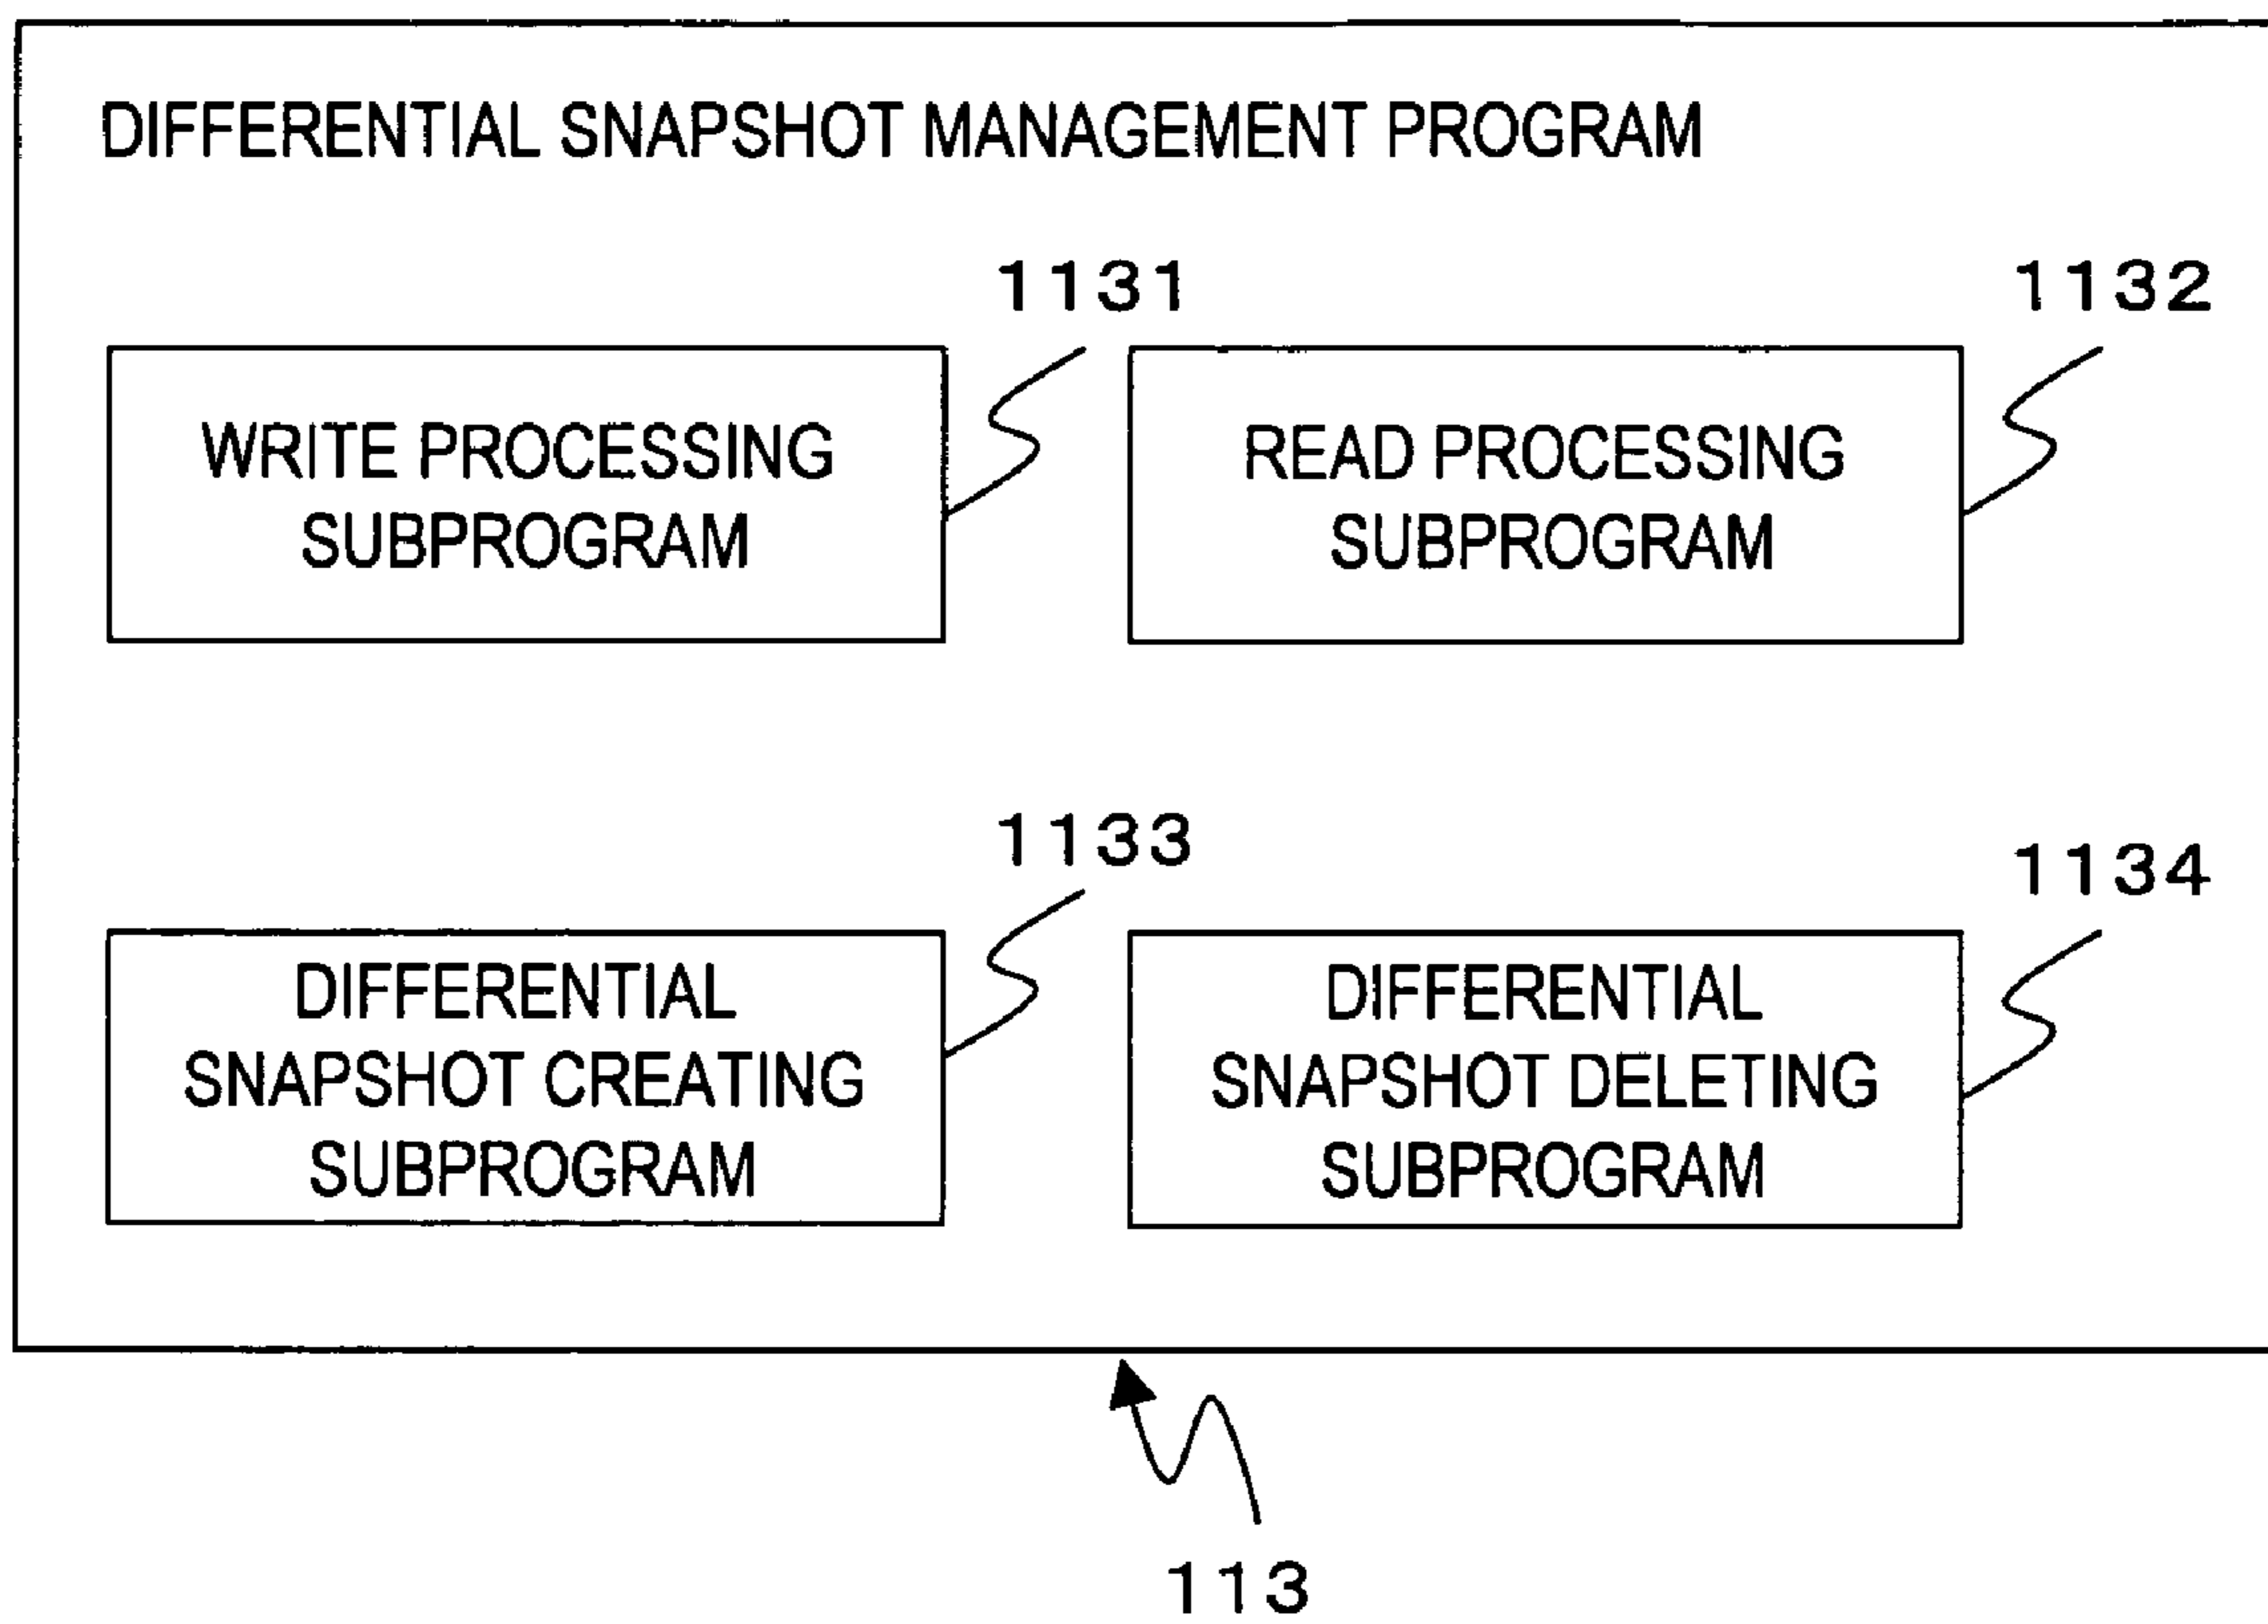 DIFFERENTIAL SNAPSHOT MANAGEMENT PROGRAM
1131
WRITE PROCESSING
SUBPROGRAM
1132
READ PROCESSING
SUBPROGRAM
1133
DIFFERENTIAL
SNAPSHOT CREATING
SUBPROGRAM
1134
DIFFERENTIAL
SNAPSHOT DELETING
SUBPROGRAM
113